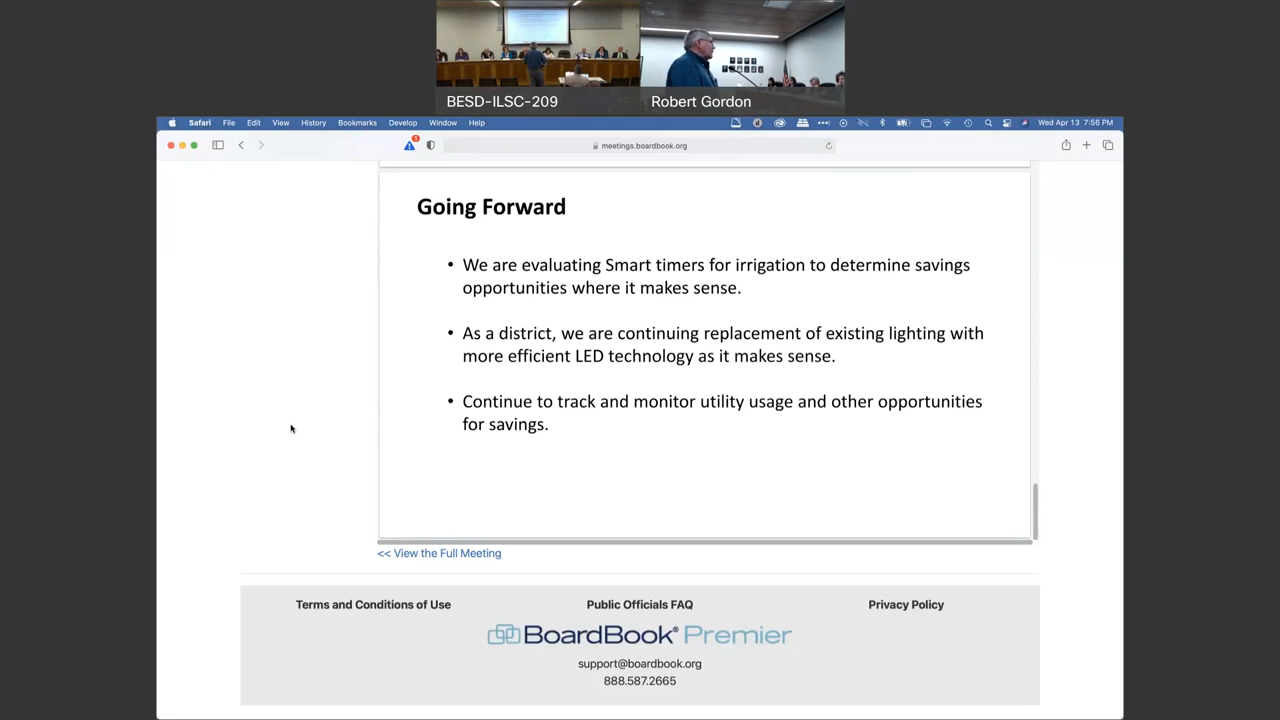 BESD-ILSC-209
Robert Gordon
Safari File Edit View History Bookmarks Develop Window Help Wed Apr 13 7:56 PM
meetings.boardbook.org
Going Forward
• We are evaluating Smart timers for irrigation to determine savings
opportunities where it makes sense.
• As a district, we are continuing replacement of existing lighting with
more efficient LED technology as it makes sense.
• Continue to track and monitor utility usage and other opportunities
for savings.
<< View the Full Meeting
Terms and Conditions of Use Public Officials FAQ Privacy Policy
BoardBook® Premier
support@boardbook.org
888.587.2665